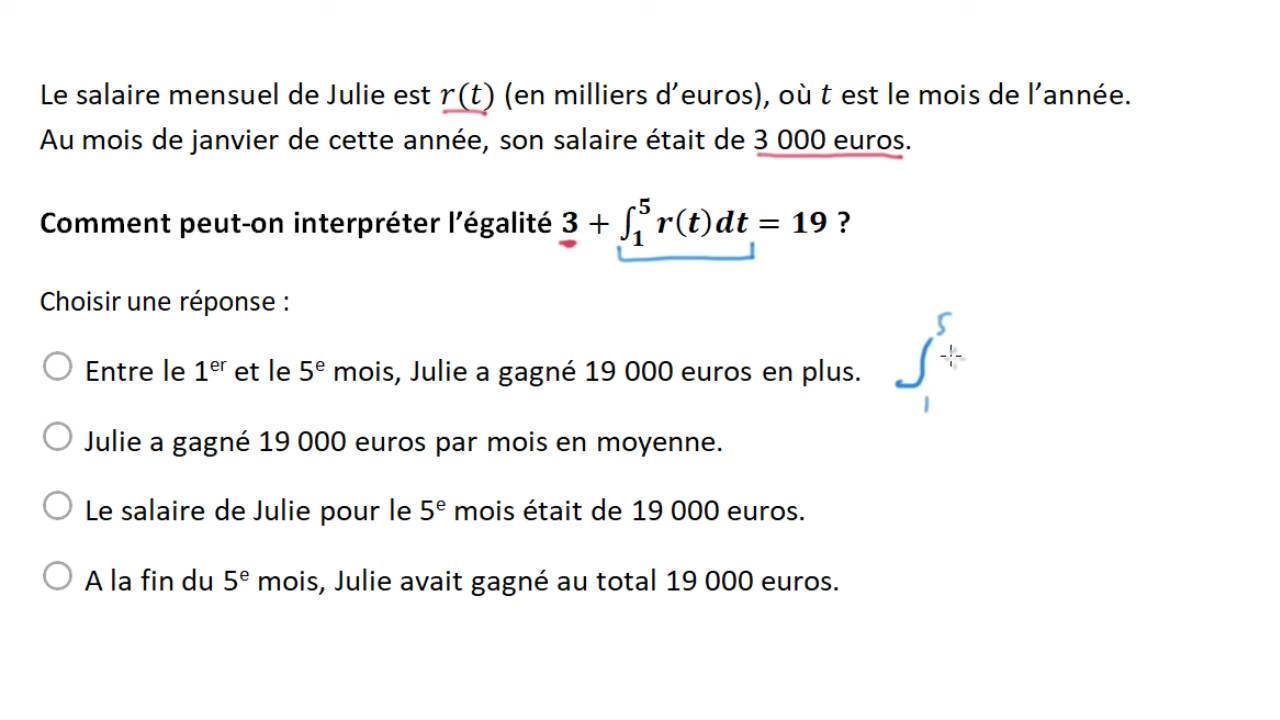 Le salaire mensuel de Julie est r(t) (en milliers d’euros), où t est le mois de l’année.
Au mois de janvier de cette année, son salaire était de 3 000 euros.
Comment peut-on interpréter l’égalité 3 + ∫₁⁵ r(t)dt = 19 ?
Choisir une réponse :
Entre le 1er et le 5e mois, Julie a gagné 19 000 euros en plus.
∫₁⁵
Julie a gagné 19 000 euros par mois en moyenne.
Le salaire de Julie pour le 5e mois était de 19 000 euros.
A la fin du 5e mois, Julie avait gagné au total 19 000 euros.